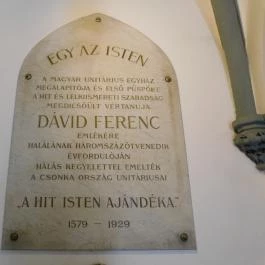 EGY AZ ISTEN
A MAGYAR UNITÁRIUS EGYHÁZ
MEGALAPÍTÓJA ÉS ELSŐ PÜSPÖKE
A HIT ÉS LELKIISMERETI SZABADSÁG
MEGDICSŐÜLT VÉRTANUJA
DÁVID FERENC
EMLÉKÉRE
HALÁLÁNAK HÁROMSZÁZÖTVENEDIK
ÉVFORDULÓJÁN
HÁLÁS KEGYELETTEL EMELTÉK
A CSONKA ORSZÁG UNITÁRIUSAI
„A HIT ISTEN AJÁNDÉKA.”
1579 – 1929